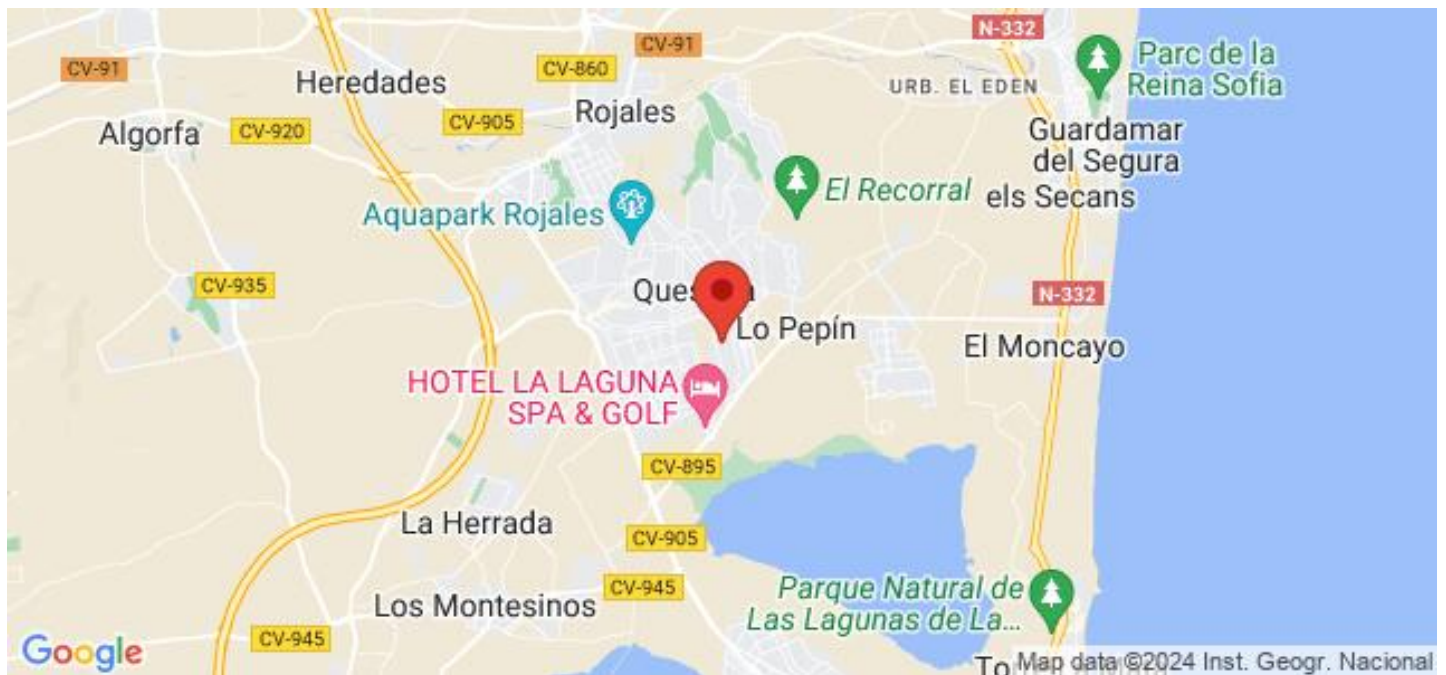 N-332
CV-91
Parc de la
Reina Sofia
CV-91
CV-860
Heredades
URB. EL EDEN
Rojales
CV-905
Algorfa
CV-920
Guardamar
del Segura
El Recorral
els Secans
Aquapark Rojales
CV-935
N-332
Lo Pepín
El Moncayo
HOTEL LA LAGUNA
SPA & GOLF
CV-895
La Herrada
CV-905
CV-945
Parque Natural de
Las Lagunas de La...
Los Montesinos
CV-945
Google
Map data ©2024 Inst. Geogr. Nacional